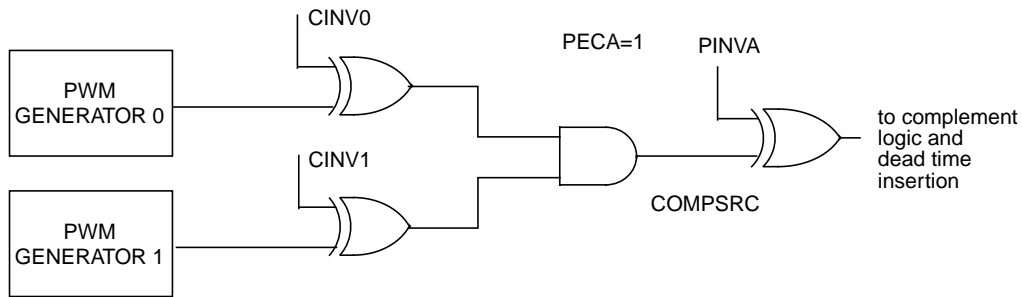 CINV0
PECA=1
PINVA
PWM
GENERATOR 0
to complement
logic and
dead time
insertion
CINV1
COMPSRC
PWM
GENERATOR 1